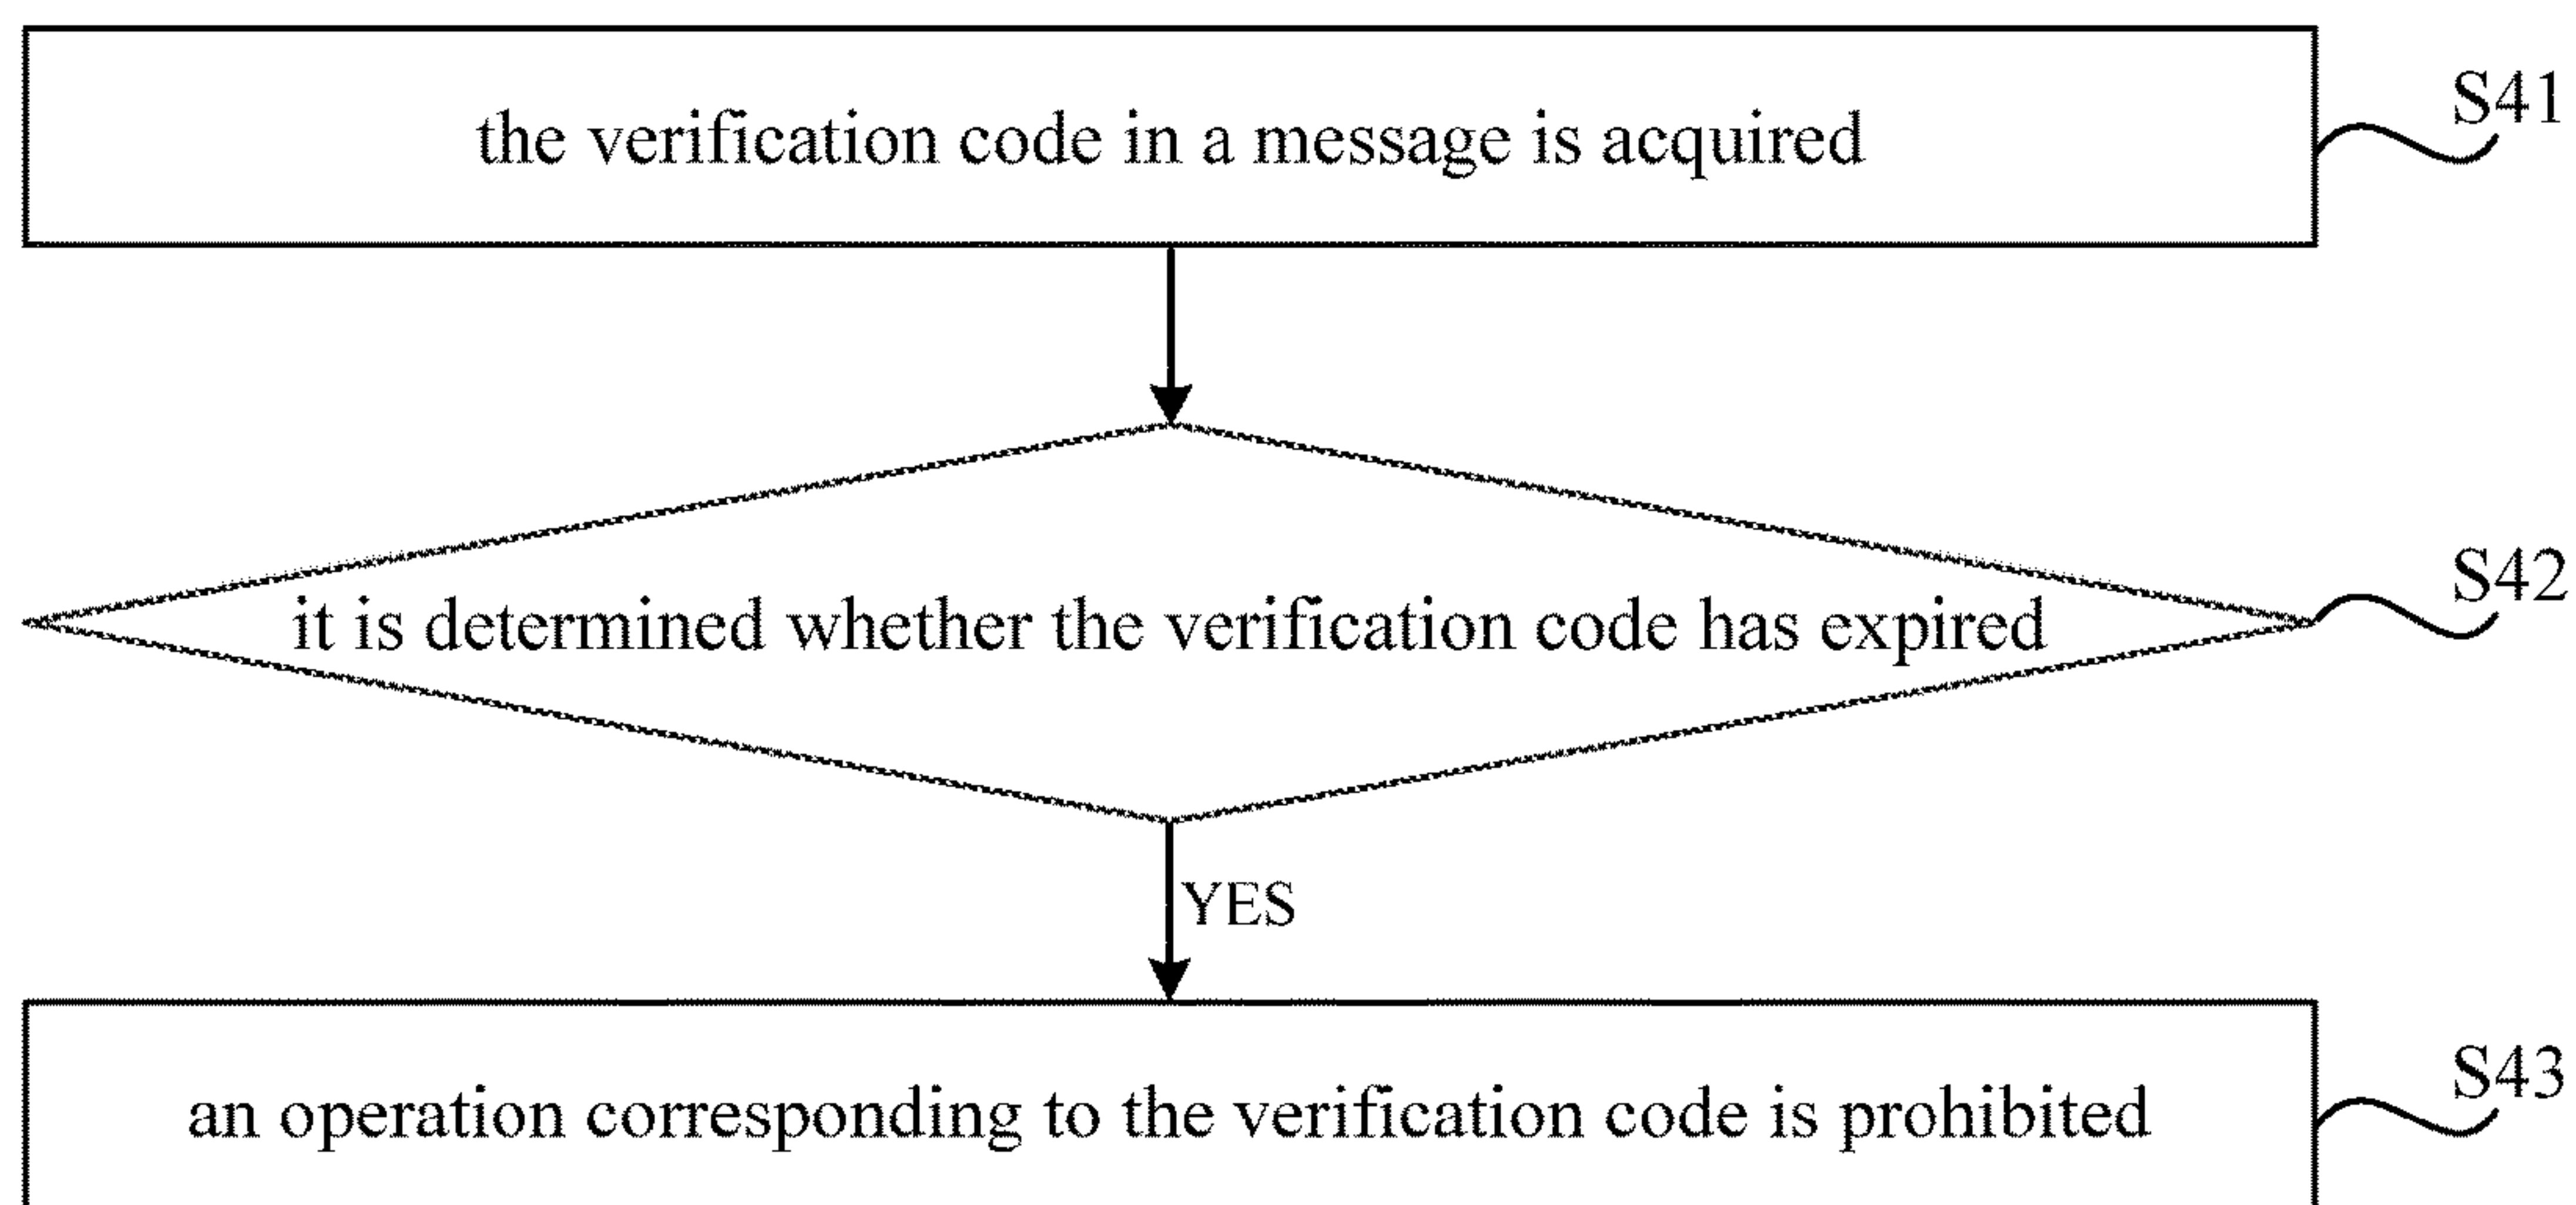 the verification code in a message is acquired
S41
it is determined whether the verification code has expired
S42
YES
an operation corresponding to the verification code is prohibited
S43